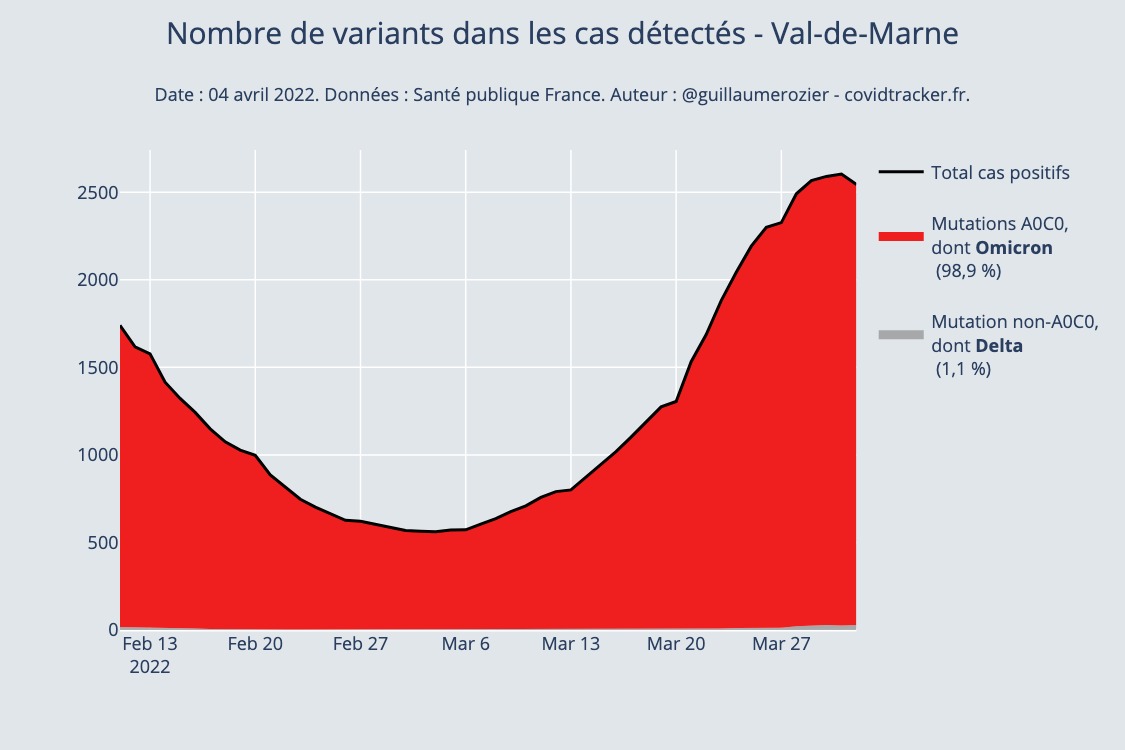 Nombre de variants dans les cas détectés - Val-de-Marne
Date : 04 avril 2022. Données : Santé publique France. Auteur : @guillaumerozier - covidtracker.fr.
Total cas positifs
Mutations A0C0,
dont Omicron
(98,9 %)
Mutation non-A0C0,
dont Delta
(1,1 %)
2500
2000
1500
1000
500
0
Feb 13
2022
Feb 20
Feb 27
Mar 6
Mar 13
Mar 20
Mar 27